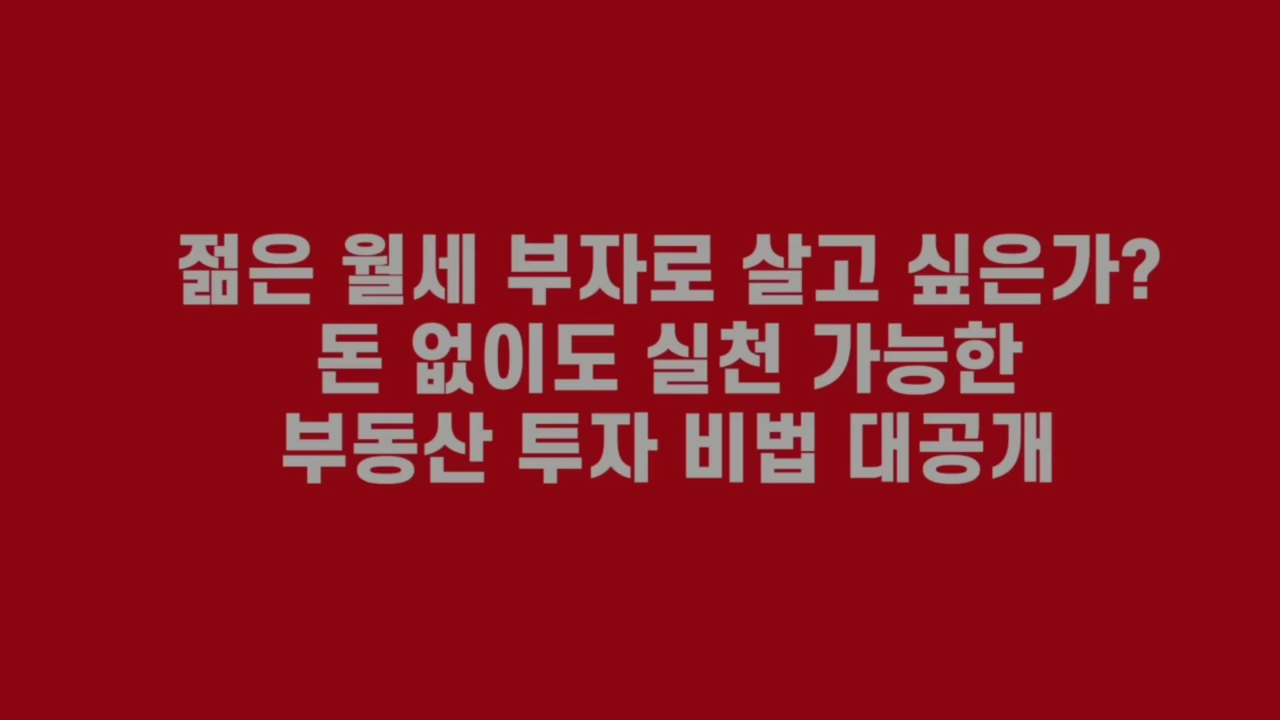 젊은 월세 부자로 살고 싶은가?
돈 없이도 실천 가능한
부동산 투자 비법 대공개